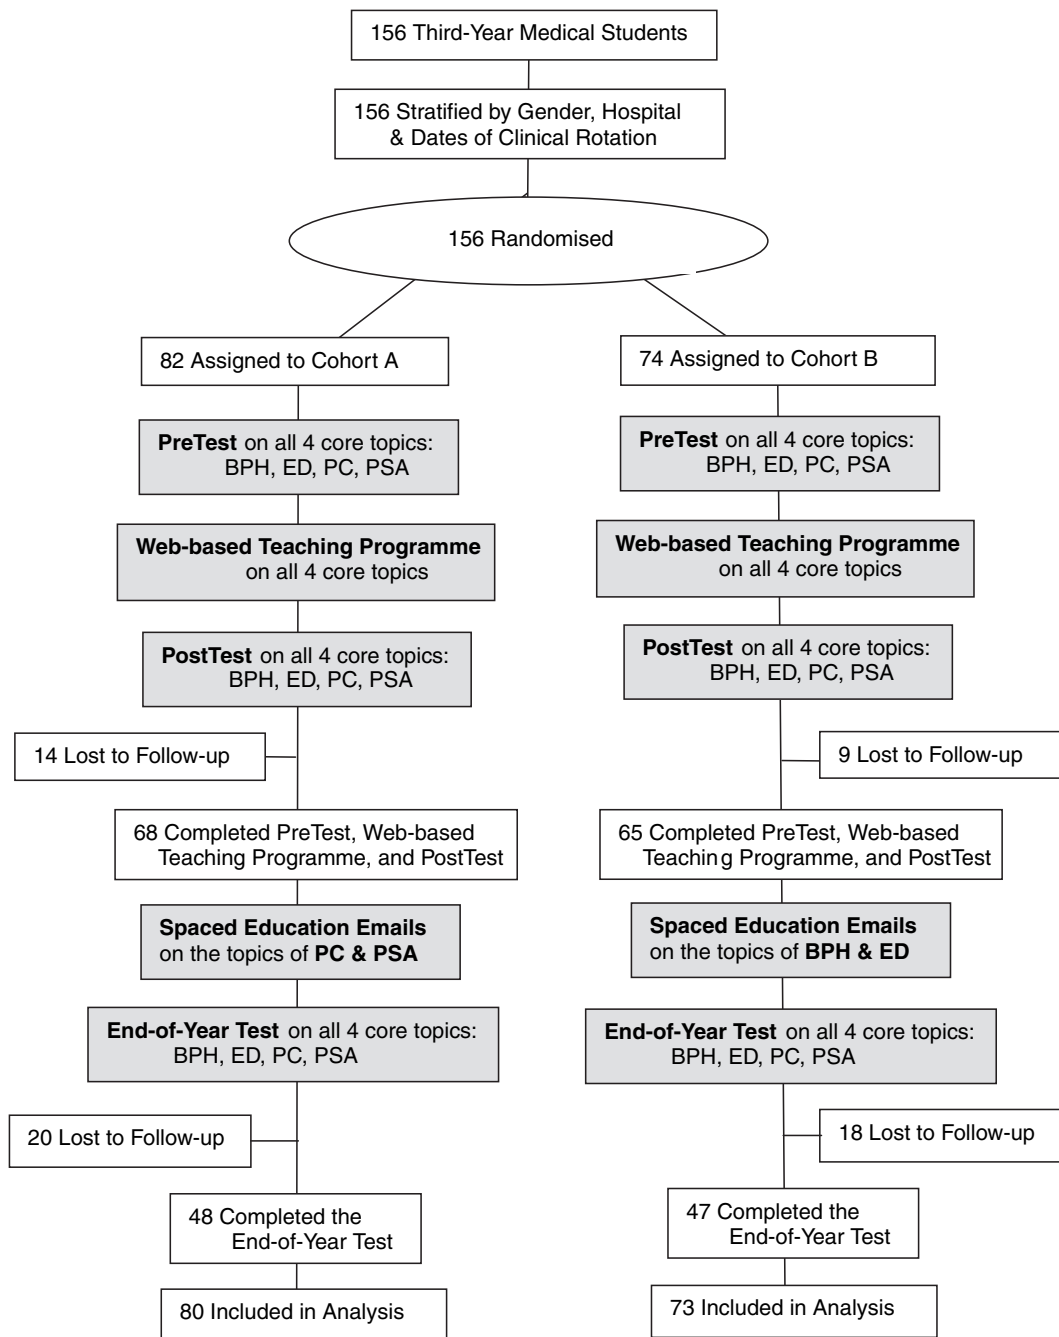 156 Third-Year Medical Students
156 Stratified by Gender, Hospital
& Dates of Clinical Rotation
156 Randomised
82 Assigned to Cohort A
74 Assigned to Cohort B
PreTest on all 4 core topics:
BPH, ED, PC, PSA
PreTest on all 4 core topics:
BPH, ED, PC, PSA
Web-based Teaching Programme
on all 4 core topics
Web-based Teaching Programme
on all 4 core topics
PostTest on all 4 core topics:
BPH, ED, PC, PSA
PostTest on all 4 core topics:
BPH, ED, PC, PSA
14 Lost to Follow-up
9 Lost to Follow-up
68 Completed PreTest, Web-based
Teaching Programme, and PostTest
65 Completed PreTest, Web-based
Teaching Programme, and PostTest
Spaced Education Emails
on the topics of PC & PSA
Spaced Education Emails
on the topics of BPH & ED
End-of-Year Test on all 4 core topics:
BPH, ED, PC, PSA
End-of-Year Test on all 4 core topics:
BPH, ED, PC, PSA
20 Lost to Follow-up
18 Lost to Follow-up
48 Completed the
End-of-Year Test
47 Completed the
End-of-Year Test
80 Included in Analysis
73 Included in Analysis